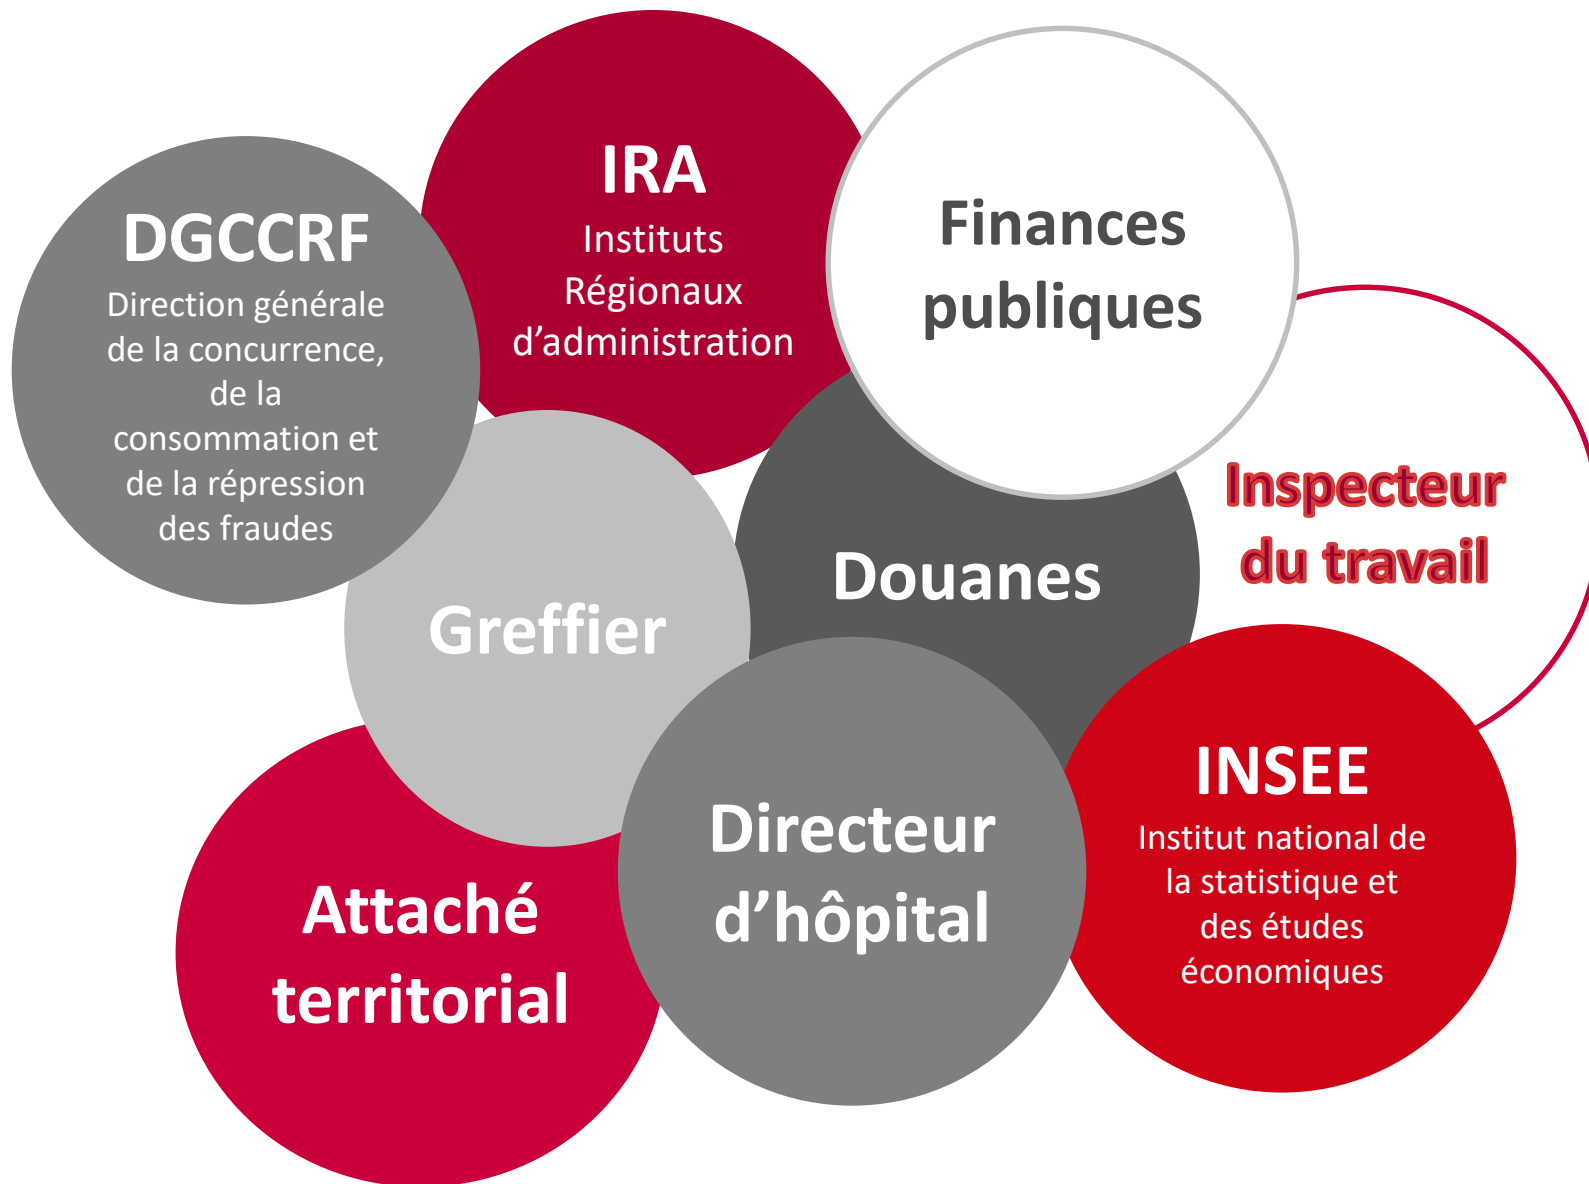 IRA
Instituts
Régionaux
d’administration
Finances
publiques
DGCCRF
Direction générale
de la concurrence,
de la
consommation et
de la répression
des fraudes
Inspecteur
du travail
Douanes
Greffier
INSEE
Institut national de
la statistique et
des études
économiques
Directeur
d’hôpital
Attaché
territorial